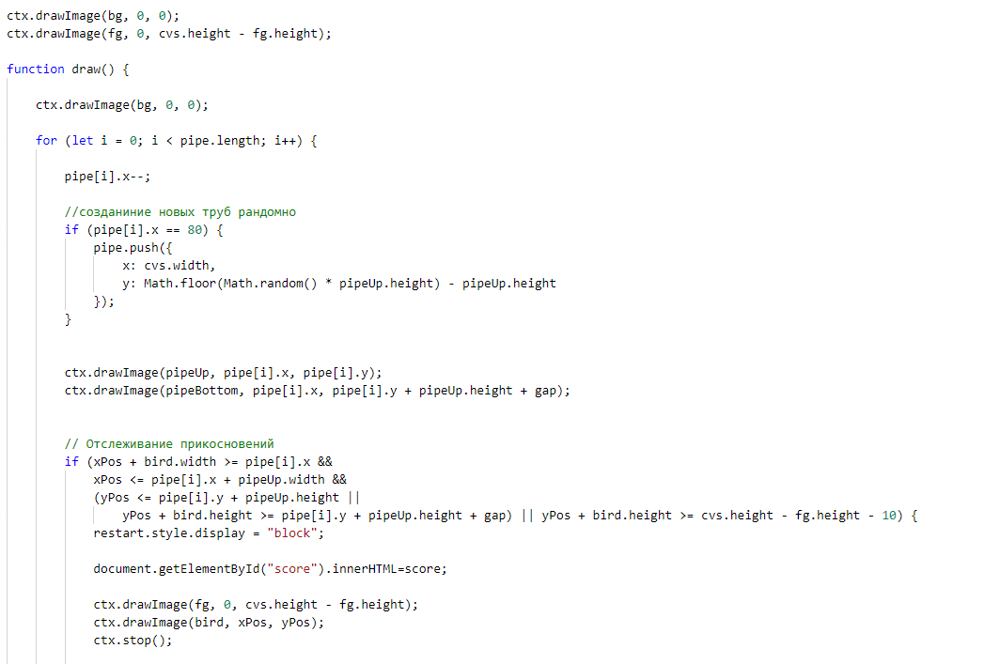 ctx.drawImage(bg, 0, 0);
ctx.drawImage(fg, 0, cvs.height - fg.height);
function draw() {
ctx.drawImage(bg, 0, 0);
for (let i = 0; i < pipe.length; i++) {
pipe[i].x--;
//созданиние новых труб рандомно
if (pipe[i].x == 80) {
pipe.push({
x: cvs.width,
y: Math.floor(Math.random() * pipeUp.height) - pipeUp.height
});
}
ctx.drawImage(pipeUp, pipe[i].x, pipe[i].y);
ctx.drawImage(pipeBottom, pipe[i].x, pipe[i].y + pipeUp.height + gap);
// Отслеживание прикосновений
if (xPos + bird.width >= pipe[i].x &&
xPos <= pipe[i].x + pipeUp.width &&
(yPos <= pipe[i].y + pipeUp.height ||
yPos + bird.height >= pipe[i].y + pipeUp.height + gap) || yPos + bird.height >= cvs.height - fg.height - 10) {
restart.style.display = "block";
document.getElementById("score").innerHTML=score;
ctx.drawImage(fg, 0, cvs.height - fg.height);
ctx.drawImage(bird, xPos, yPos);
ctx.stop();